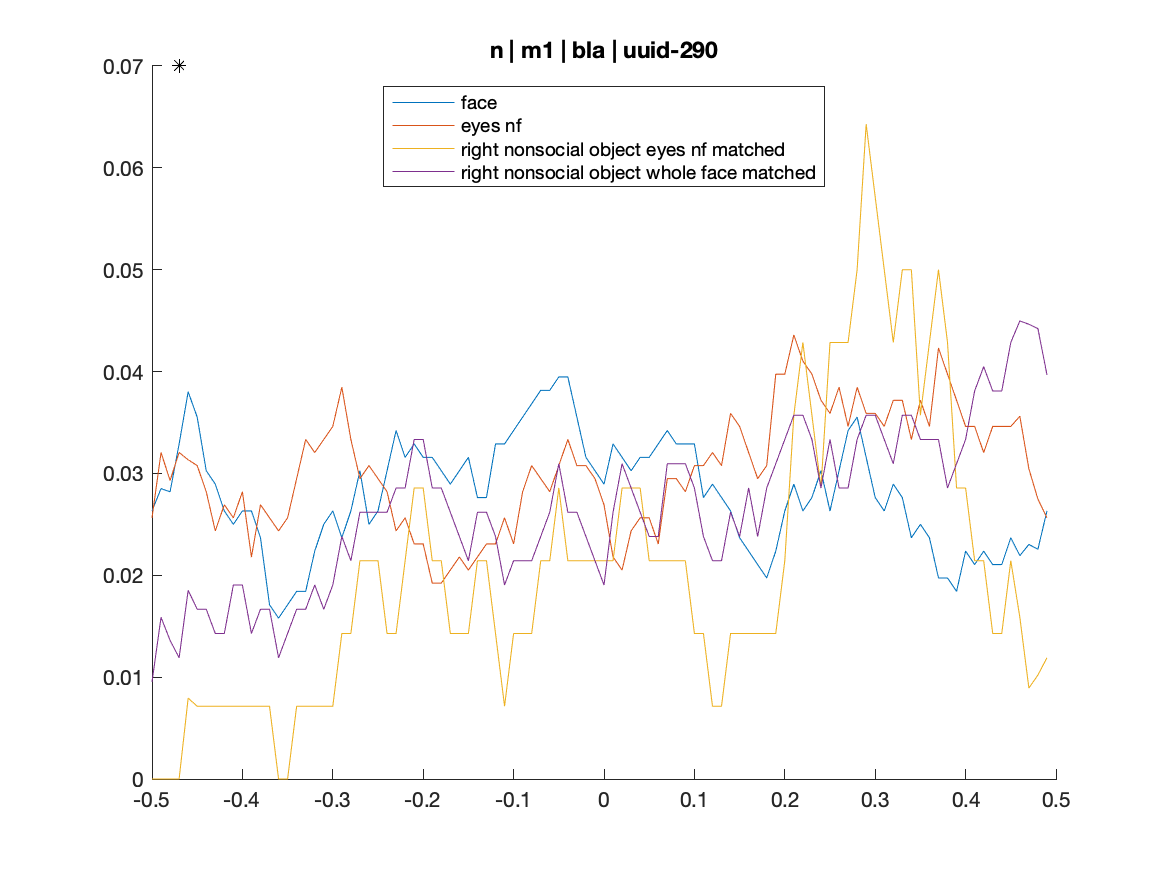 n | m1 | bla | uuid-290
0.07
face
eyes nf
right nonsocial object eyes nf matched
right nonsocial object whole face matched
0.06
0.05
0.04
0.03
0.02
0.01
0
-0.5 -0.4 -0.3 -0.2 -0.1 0 0.1 0.2 0.3 0.4 0.5